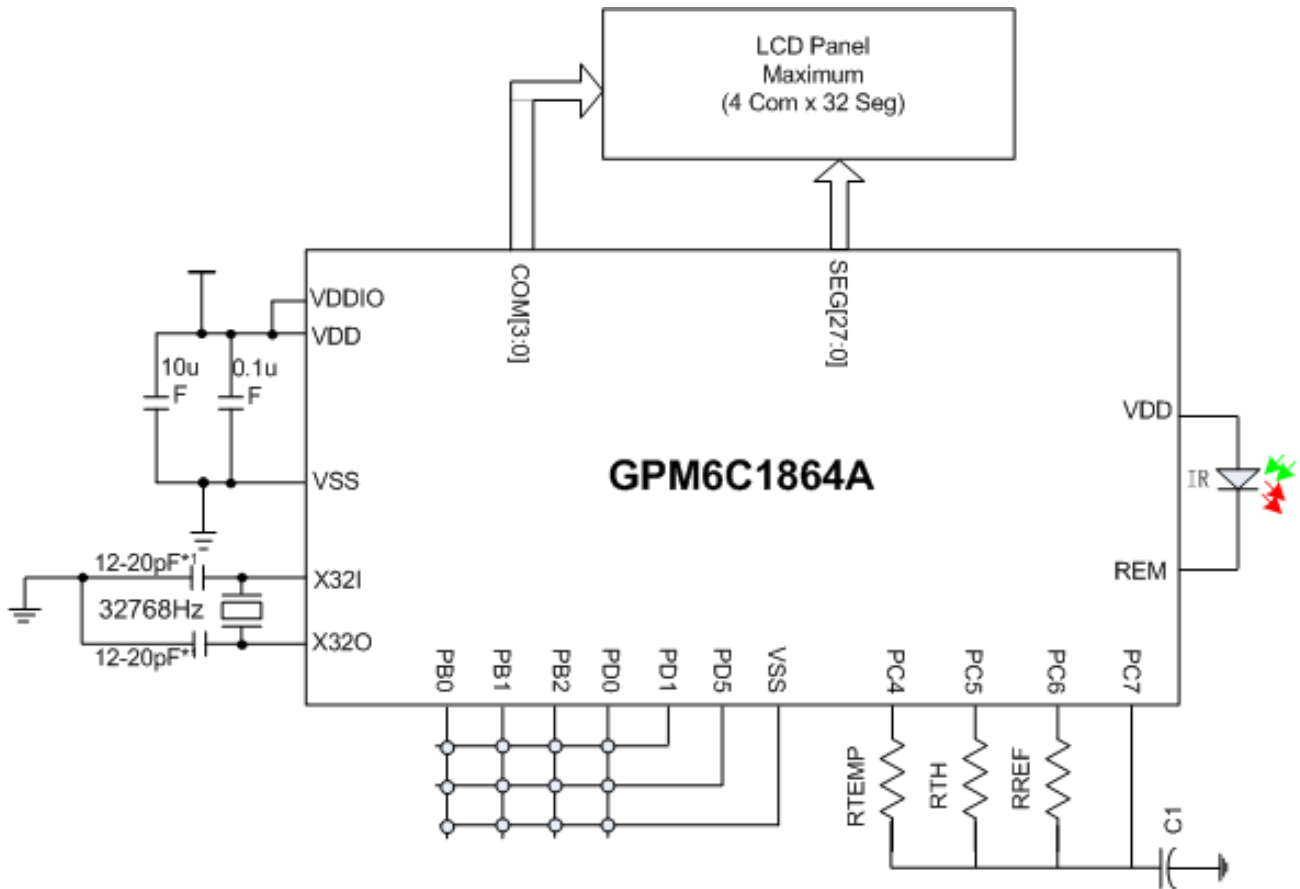 LCD Panel
Maximum
(4 Com x 32 Seg)
COM[3:0]
SEG[27:0]
VDDIO
VDD
10u
F
0.1u
F
VSS
12-20pF*1
X32I
32768Hz
X32O
12-20pF*1
GPM6C1864A
VDD
IR
REM
PB0
PB1
PB2
PD0
PD1
PD5
VSS
PC4
PC5
PC6
PC7
RTEMP
RTH
RREF
C1